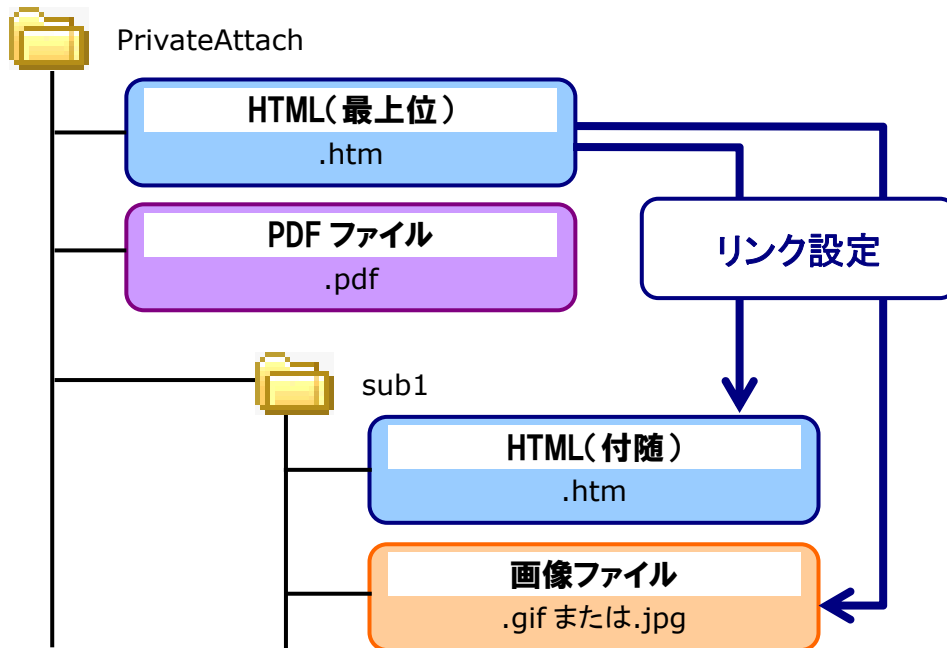 PrivateAttach
HTML(最上位)
.htm
PDF ファイル
.pdf
リンク設定
sub1
HTML(付随)
.htm
画像ファイル
.gif または.jpg